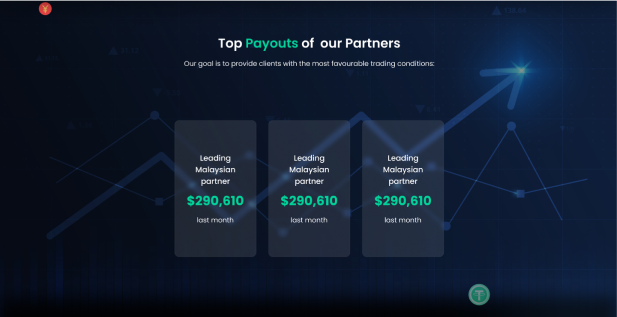 Top Payouts of our Partners
Our goal is to provide clients with the most favourable trading conditions:
Leading
Malaysian
partner
$290,610
last month
Leading
Malaysian
partner
$290,610
last month
Leading
Malaysian
partner
$290,610
last month